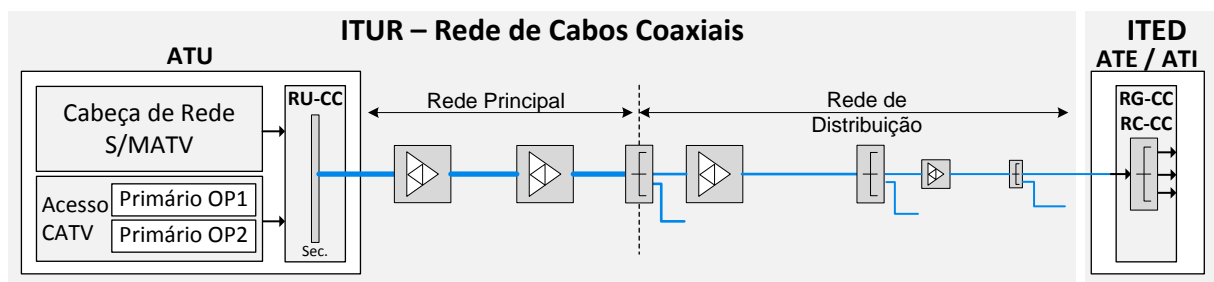 ITUR – Rede de Cabos Coaxiais
ATU
Cabeça de Rede
S/MATV
Acesso
CATV
Primário OP1
Primário OP2
RU-CC
Sec.
Rede Principal
Rede de
Distribuição
ITED
ATE / ATI
RG-CC
RC-CC